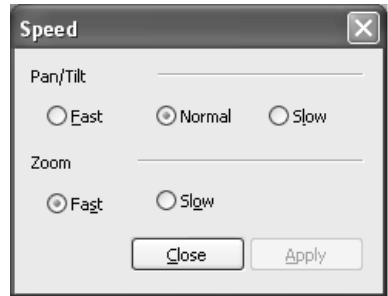 Speed
Pan/Tilt
Fast Normal Slow
Zoom
Fast Slow
Close Apply